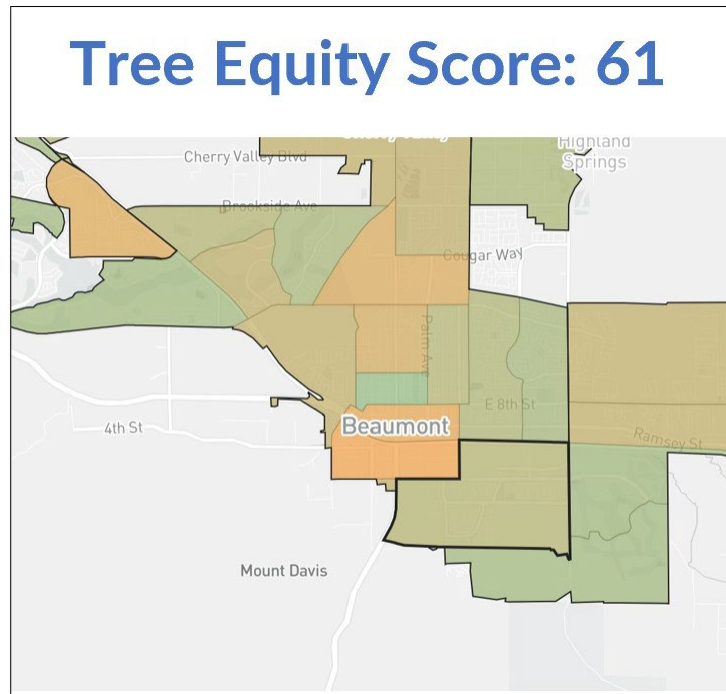 Tree Equity Score: 61
Highland
Springs
Cherry Valley Blvd
Brookside Ave
Cougar Way
Palm Ave
E 8th St
Beaumont
4th St
Ramsey St
Mount Davis